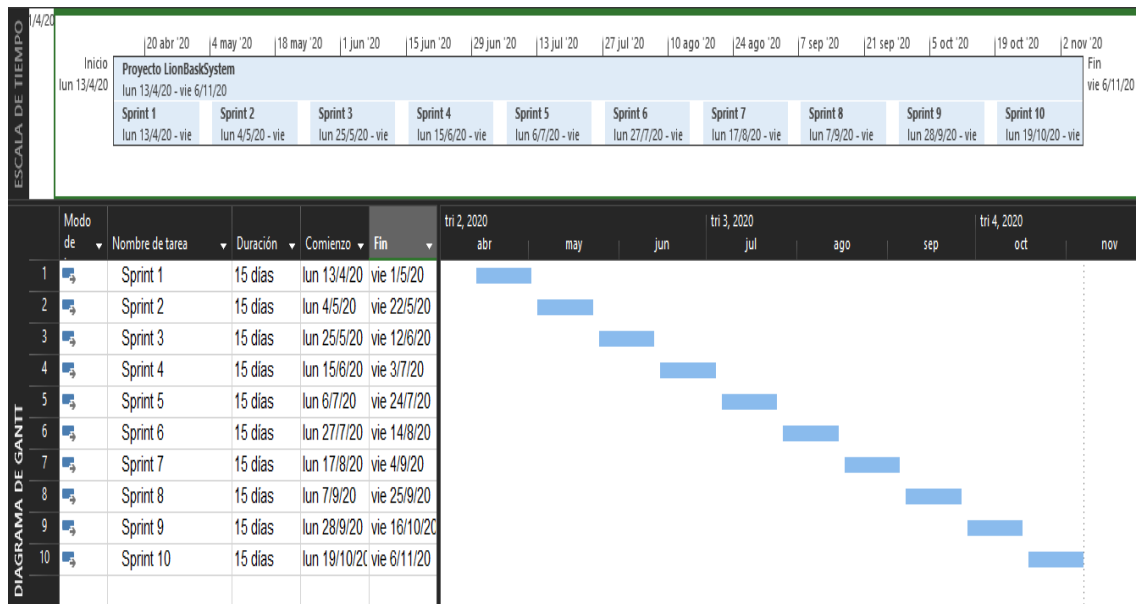 1/4/20
|20 abr '20 |4 may '20 |18 may '20 |1 jun '20 |15 jun '20 |29 jun '20 |13 jul '20 |27 jul '20 |10 ago '20 |24 ago '20 |7 sep '20 |21 sep '20 |5 oct '20 |19 oct '20 |2 nov '20
Inicio
lun 13/4/20
Proyecto LionBaskSystem
lun 13/4/20 - vie 6/11/20
Fin
vie 6/11/20
Sprint 1 Sprint 2 Sprint 3 Sprint 4 Sprint 5 Sprint 6 Sprint 7 Sprint 8 Sprint 9 Sprint 10
lun 13/4/20 - vie lun 4/5/20 - vie lun 25/5/20 - vie lun 15/6/20 - vie lun 6/7/20 - vie lun 27/7/20 - vie lun 17/8/20 - vie lun 7/9/20 - vie lun 28/9/20 - vie lun 19/10/20 - vie
ESCALA DE TIEMPO
Modo
de Nombre de tarea Duración Comienzo Fin
tri 2, 2020 tri 3, 2020 tri 4, 2020
abr may jun jul ago sep oct nov
1 Sprint 1 15 días lun 13/4/20 vie 1/5/20
2 Sprint 2 15 días lun 4/5/20 vie 22/5/20
3 Sprint 3 15 días lun 25/5/20 vie 12/6/20
4 Sprint 4 15 días lun 15/6/20 vie 3/7/20
5 Sprint 5 15 días lun 6/7/20 vie 24/7/20
6 Sprint 6 15 días lun 27/7/20 vie 14/8/20
7 Sprint 7 15 días lun 17/8/20 vie 4/9/20
8 Sprint 8 15 días lun 7/9/20 vie 25/9/20
9 Sprint 9 15 días lun 28/9/20 vie 16/10/20
10 Sprint 10 15 días lun 19/10/20 vie 6/11/20
DIAGRAMA DE GANTT